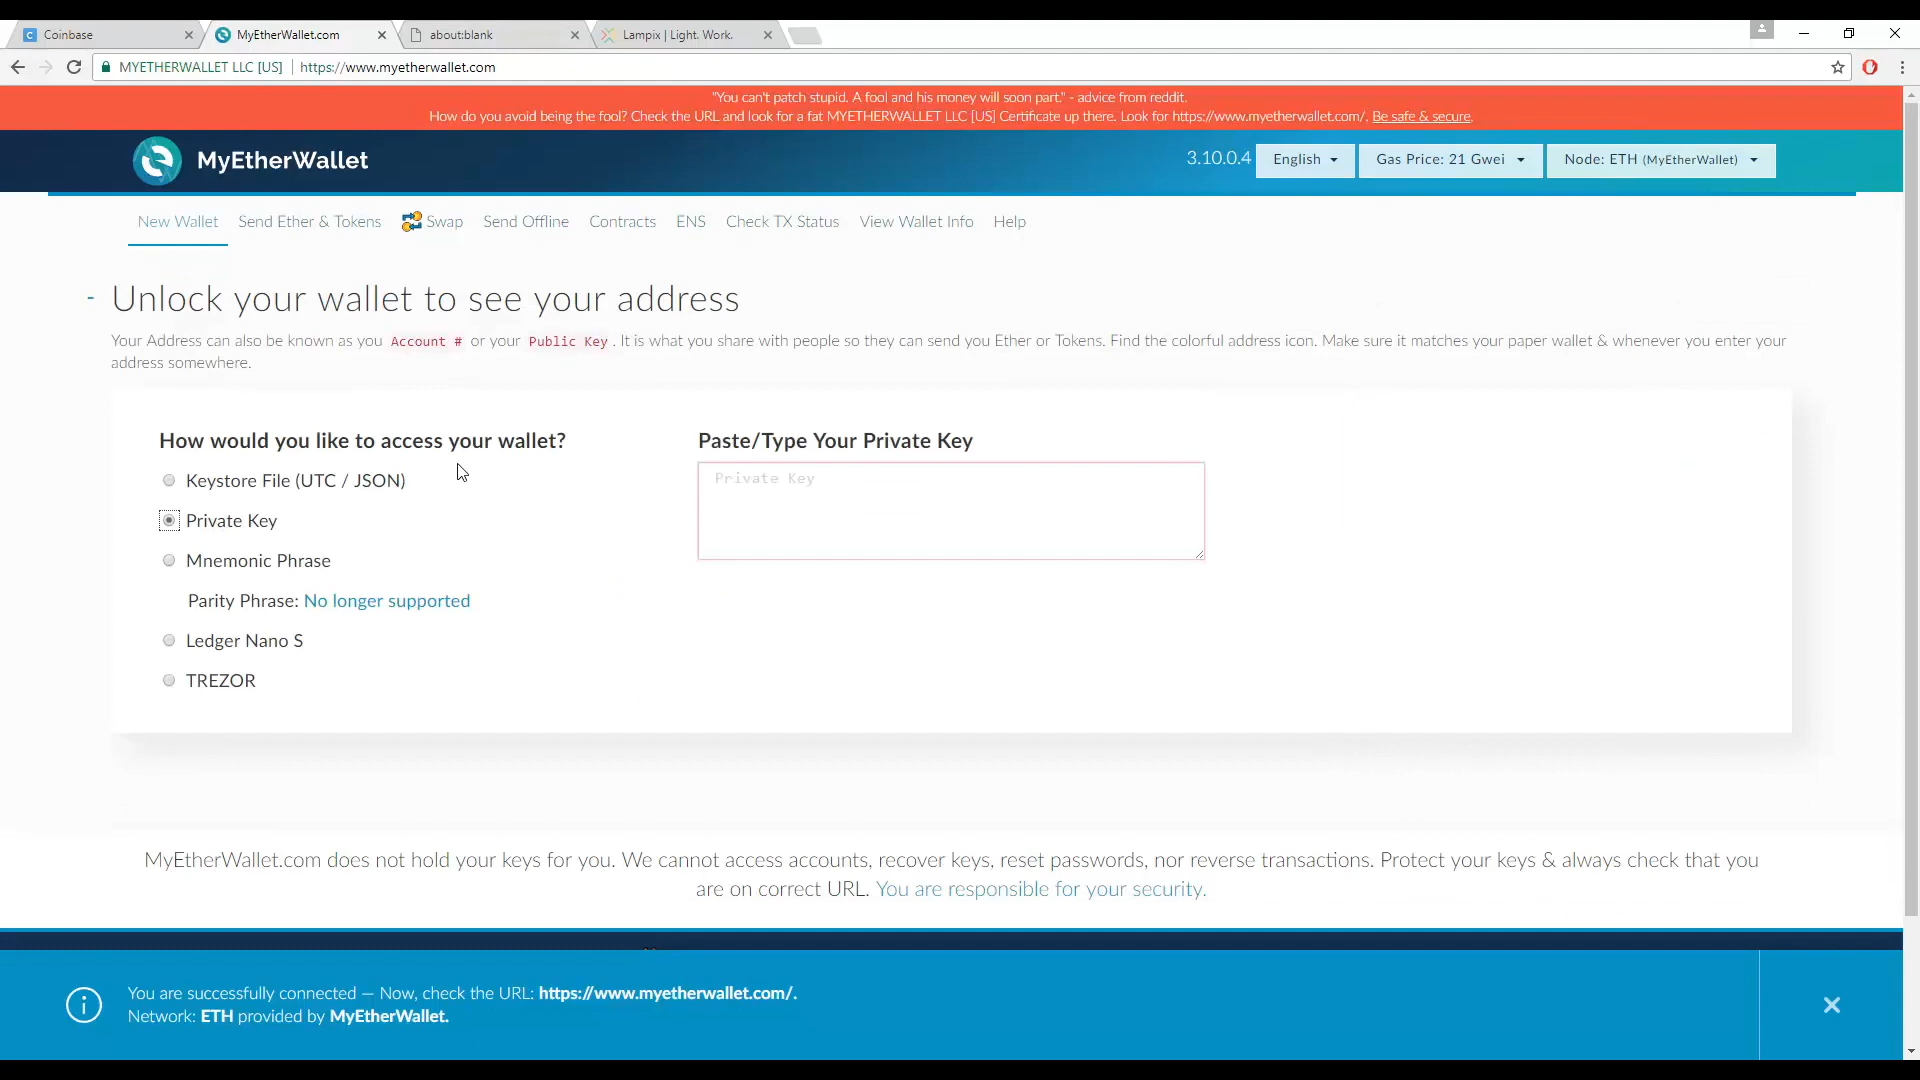 Coinbase
MyEtherWallet.com
about:blank
Lampix | Light. Work.
MYETHERWALLET LLC [US]
https://www.myetherwallet.com
"You can't patch stupid. A fool and his money will soon part." - advice from reddit.
How do you avoid being the fool? Check the URL and look for a fat MYETHERWALLET LLC [US] Certificate up there. Look for https://www.myetherwallet.com/. Be safe & secure.
MyEtherWallet
3.10.0.4
English
Gas Price: 21 Gwei
Node: ETH (MyEtherWallet)
New Wallet
Send Ether & Tokens
Swap
Send Offline
Contracts
ENS
Check TX Status
View Wallet Info
Help
- Unlock your wallet to see your address
Your Address can also be known as you Account # or your Public Key . It is what you share with people so they can send you Ether or Tokens. Find the colorful address icon. Make sure it matches your paper wallet & whenever you enter your
address somewhere.
How would you like to access your wallet?
Keystore File (UTC / JSON)
Private Key
Mnemonic Phrase
Parity Phrase: No longer supported
Ledger Nano S
TREZOR
Paste/Type Your Private Key
Private Key
MyEtherWallet.com does not hold your keys for you. We cannot access accounts, recover keys, reset passwords, nor reverse transactions. Protect your keys & always check that you
are on correct URL. You are responsible for your security.
You are successfully connected — Now, check the URL: https://www.myetherwallet.com/.
Network: ETH provided by MyEtherWallet.